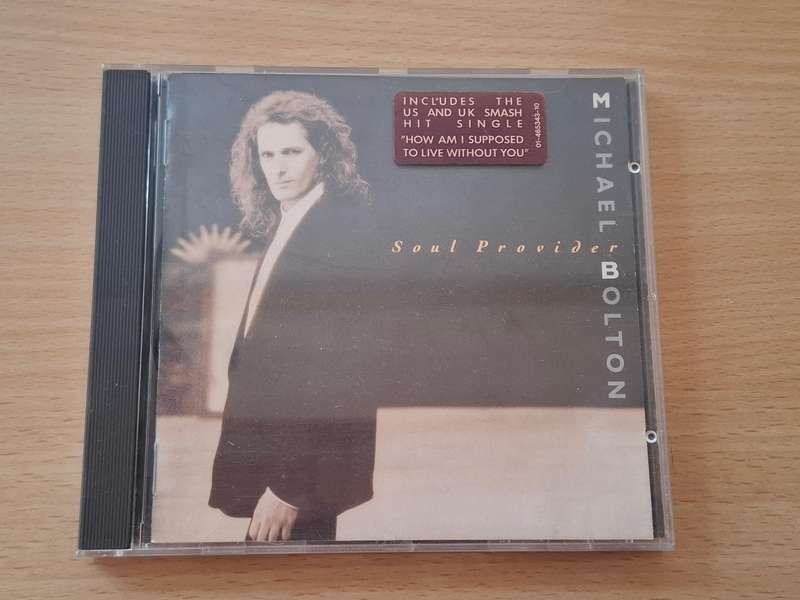 INCLUDES THE
US AND UK SMASH
HIT SINGLE
"HOW AM I SUPPOSED
TO LIVE WITHOUT YOU"
01-465343-10
Soul Provider
MICHAEL BOLTON